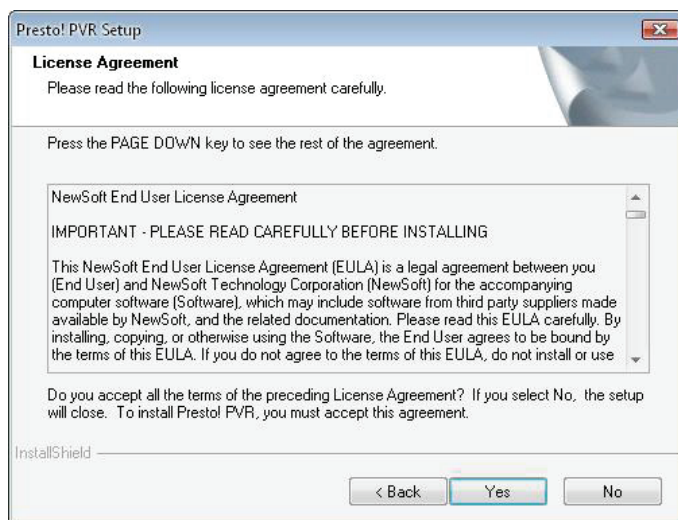 Presto! PVR Setup
License Agreement
Please read the following license agreement carefully.
Press the PAGE DOWN key to see the rest of the agreement.
NewSoft End User License Agreement
IMPORTANT - PLEASE READ CAREFULLY BEFORE INSTALLING
This NewSoft End User License Agreement (EULA) is a legal agreement between you
(End User) and NewSoft Technology Corporation (NewSoft) for the accompanying
computer software (Software), which may include software from third party suppliers made
available by NewSoft, and the related documentation. Please read this EULA carefully. By
installing, copying, or otherwise using the Software, the End User agrees to be bound by
the terms of this EULA. If you do not agree to the terms of this EULA, do not install or use
Do you accept all the terms of the preceding License Agreement? If you select No, the setup
will close. To install Presto! PVR, you must accept this agreement.
InstallShield
< Back Yes No